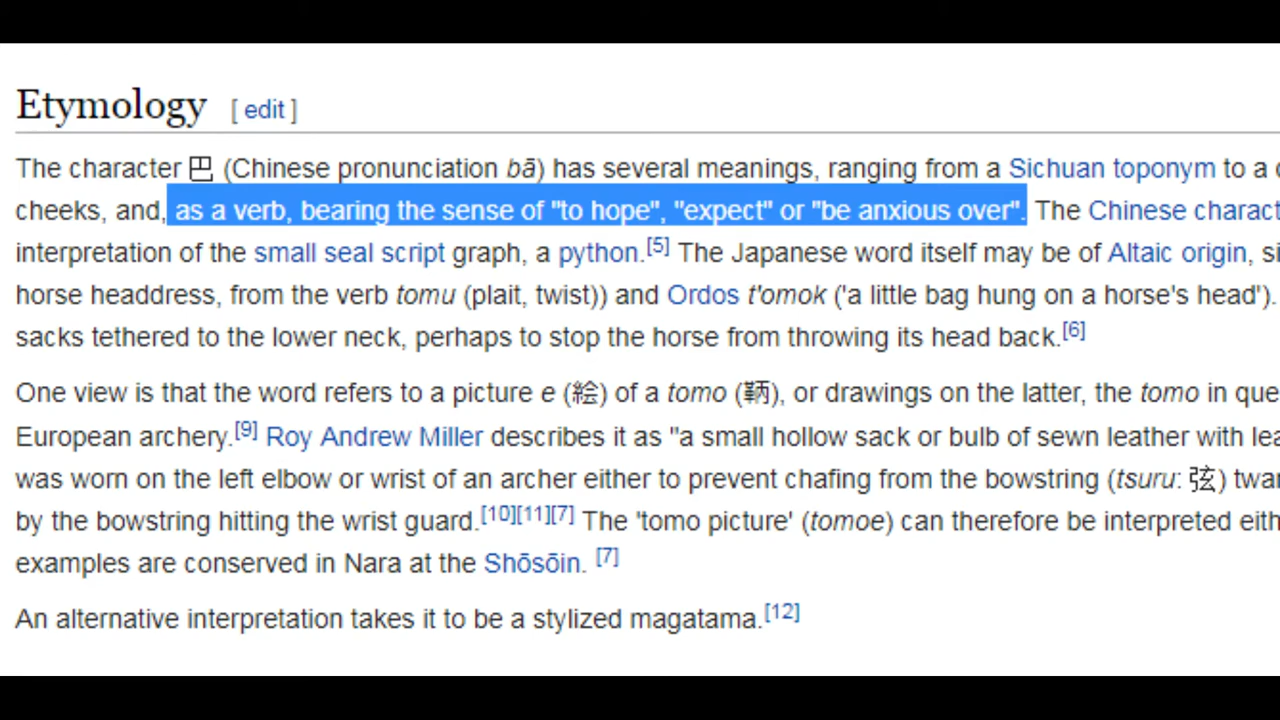 Etymology [ edit ]
The character 巴 (Chinese pronunciation bā) has several meanings, ranging from a Sichuan toponym to a
cheeks, and, as a verb, bearing the sense of "to hope", "expect" or "be anxious over". The Chinese charact
interpretation of the small seal script graph, a python.[5] The Japanese word itself may be of Altaic origin, si
horse headdress, from the verb tomu (plait, twist)) and Ordos t'omok ('a little bag hung on a horse's head').
sacks tethered to the lower neck, perhaps to stop the horse from throwing its head back.[6]
One view is that the word refers to a picture e (絵) of a tomo (鞆), or drawings on the latter, the tomo in que
European archery.[9] Roy Andrew Miller describes it as "a small hollow sack or bulb of sewn leather with lea
was worn on the left elbow or wrist of an archer either to prevent chafing from the bowstring (tsuru: 弦) twan
by the bowstring hitting the wrist guard.[10][11][7] The 'tomo picture' (tomoe) can therefore be interpreted eith
examples are conserved in Nara at the Shōsōin. [7]
An alternative interpretation takes it to be a stylized magatama.[12]